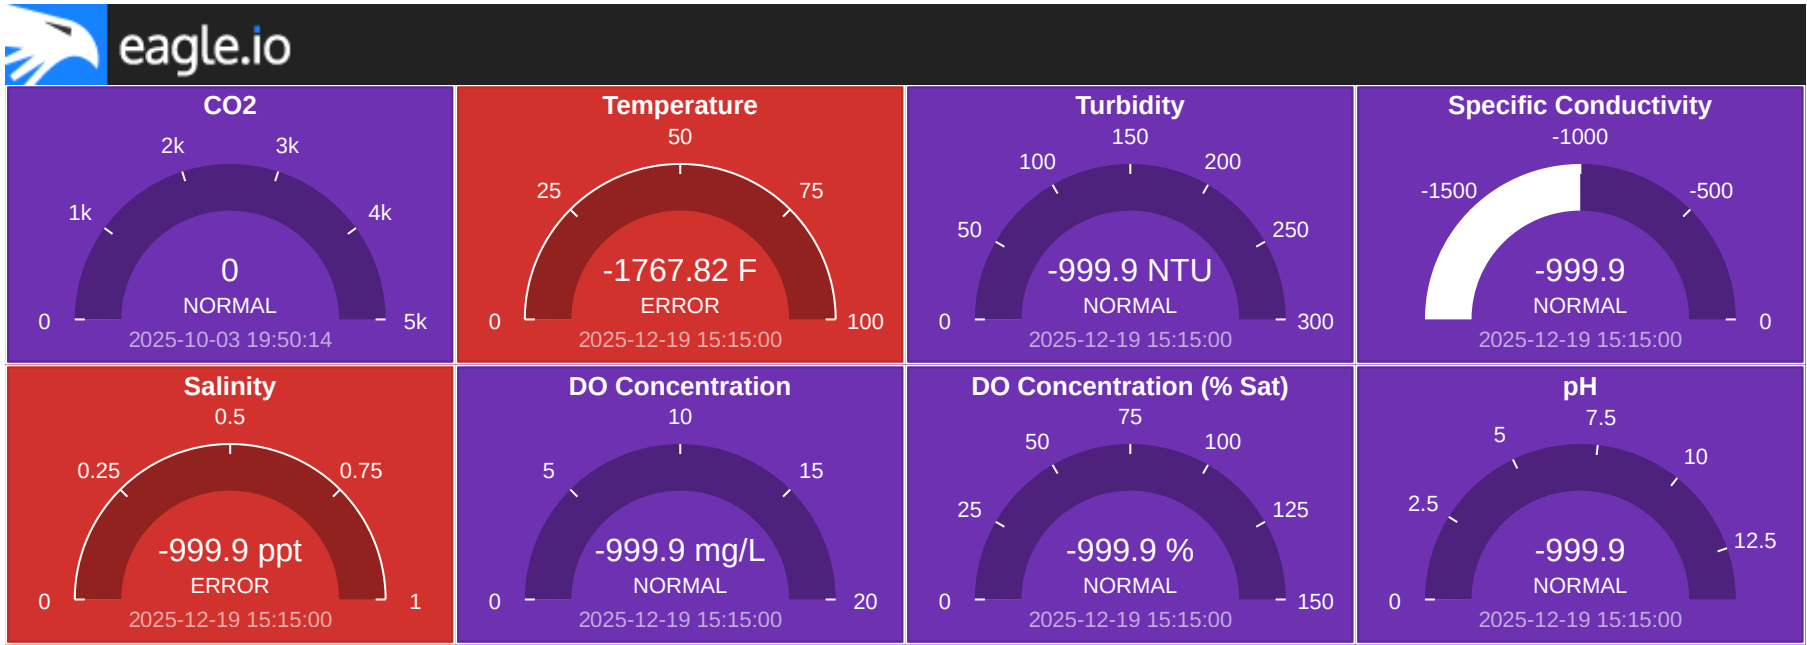 eagle.io
CO2
2k
3k
1k
4k
0
NORMAL
0
5k
2025-10-03 19:50:14
Temperature
50
25
75
-1767.82 F
ERROR
0
100
2025-12-19 15:15:00
Turbidity
150
100
200
50
250
-999.9 NTU
NORMAL
0
300
2025-12-19 15:15:00
Specific Conductivity
-1000
-1500
-500
-999.9
NORMAL
0
2025-12-19 15:15:00
Salinity
0.5
0.25
0.75
-999.9 ppt
ERROR
0
1
2025-12-19 15:15:00
DO Concentration
10
5
15
-999.9 mg/L
NORMAL
0
20
2025-12-19 15:15:00
DO Concentration (% Sat)
75
50
100
25
125
-999.9 %
NORMAL
0
150
2025-12-19 15:15:00
pH
7.5
5
10
2.5
12.5
-999.9
NORMAL
0
2025-12-19 15:15:00